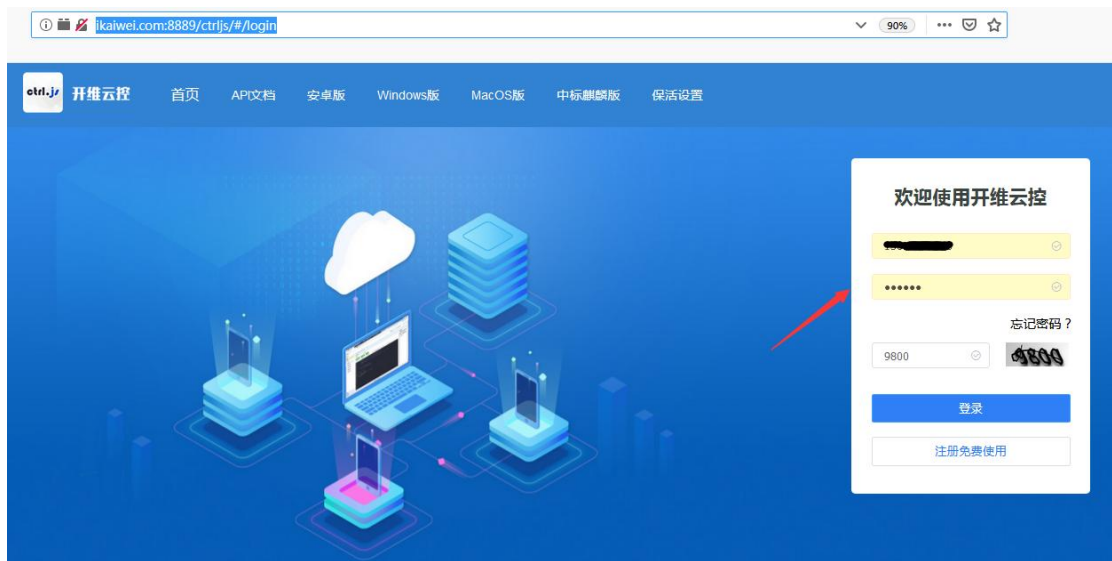 ikaiwei.com:8889/ctrljs/#/login
90%
ctrl.js 开维云控 首页 API文档 安卓版 Windows版 MacOS版 中标麒麟版 保活设置
欢迎使用开维云控
忘记密码？
9800 9800
登录
注册免费使用